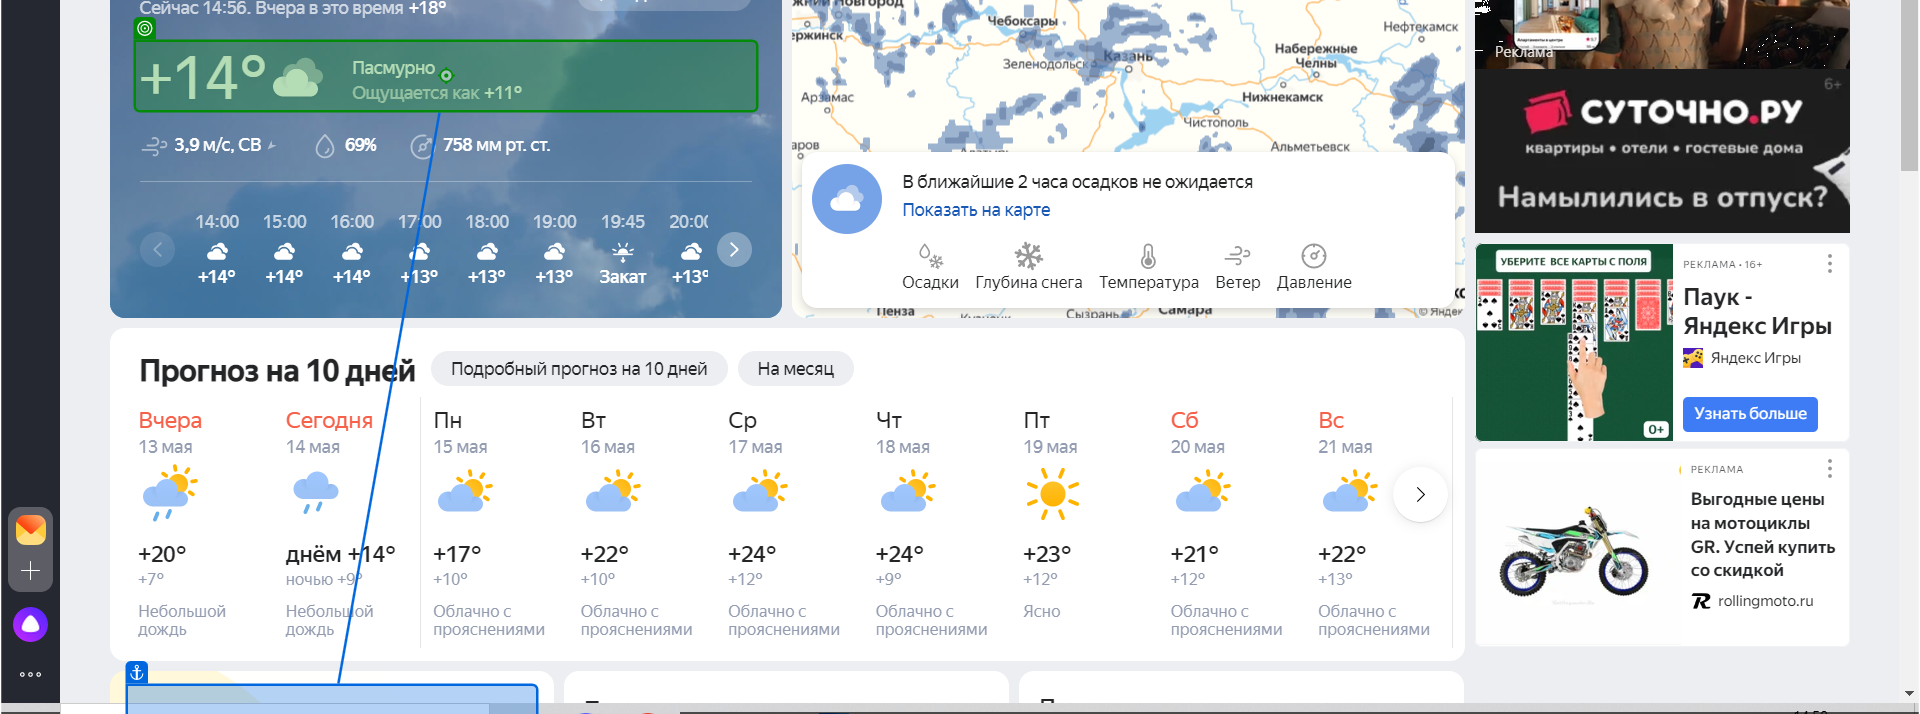 Сейчас 14:56. Вчера в это время +18°
+14°
Пасмурно
Ощущается как +11°
3,9 м/с, СВ
69%
758 мм рт. ст.
14:00 15:00 16:00 17:00 18:00 19:00 19:45 20:00
+14° +14° +14° +13° +13° +13° Закат +13°
Чебоксары
Нефтекамск
Казань
Набережные
Челны
Зеленодольск
Арзамас
Нижнекамск
Чистополь
Альметьевск
В ближайшие 2 часа осадков не ожидается
Показать на карте
Осадки Глубина снега Температура Ветер Давление
Пенза
Сызрань
Самара
© Яндекс
Прогноз на 10 дней
Подробный прогноз на 10 дней
На месяц
Вчера Сегодня Пн Вт Ср Чт Пт Сб Вс
13 мая 14 мая 15 мая 16 мая 17 мая 18 мая 19 мая 20 мая 21 мая
+20° днём +14° +17° +22° +24° +24° +23° +21° +22°
+7° ночью +9° +10° +10° +12° +9° +12° +12° +13°
Небольшой Небольшой Облачно с Облачно с Облачно с Облачно с Ясно Облачно с Облачно с
дождь дождь прояснениями прояснениями прояснениями прояснениями прояснениями прояснениями
Реклама
6+
СУТОЧНО.РУ
квартиры • отели • гостевые дома
Намылились в отпуск?
УБЕРИТЕ ВСЕ КАРТЫ С ПОЛЯ
0+
РЕКЛАМА • 16+
Паук -
Яндекс Игры
Яндекс Игры
Узнать больше
РЕКЛАМА
Выгодные цены
на мотоциклы
GR. Успей купить
со скидкой
rollingmoto.ru